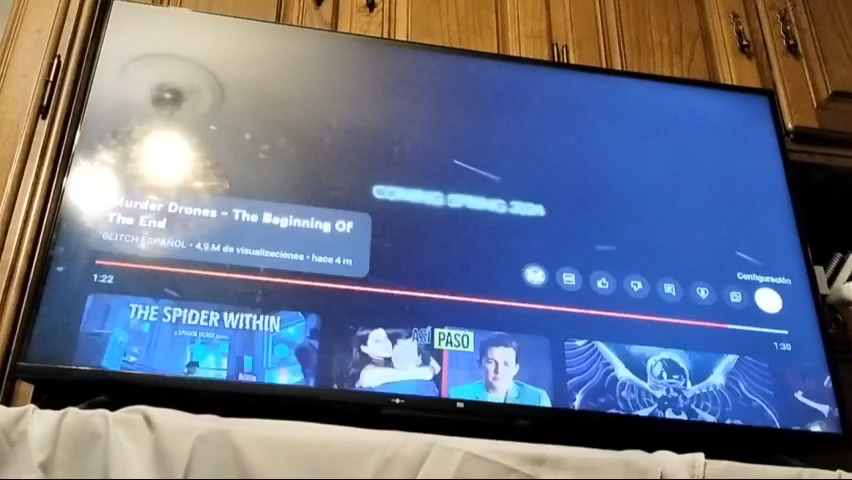 COMING SPRING 2024
Murder Drones - The Beginning Of
The End
GLITCH ESPAÑOL • 4,9 M de visualizaciones • hace 4 m
Configuración
1:22
1:30
THE SPIDER WITHIN
ASÍ PASO